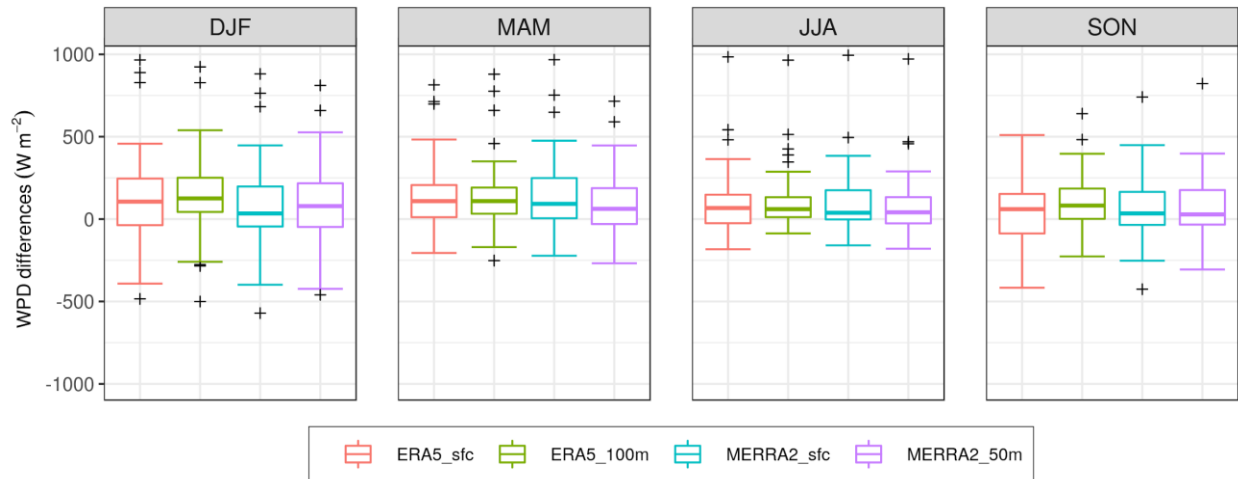 DJF MAM JJA SON
WPD differences (W m⁻²)
1000
500
0
-500
-1000
ERA5_sfc ERA5_100m MERRA2_sfc MERRA2_50m